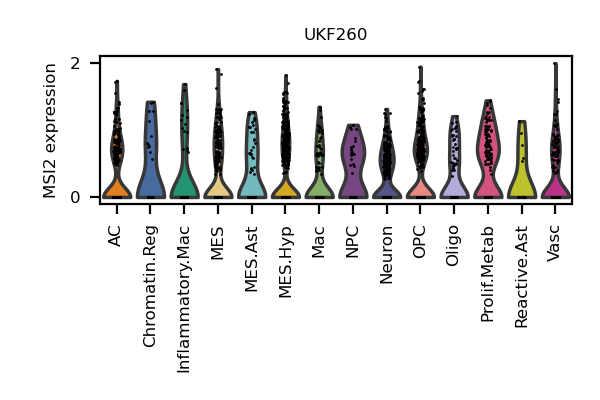 UKF260
MSI2 expression
2
0
AC
Chromatin.Reg
Inflammatory.Mac
MES
MES.Ast
MES.Hyp
Mac
NPC
Neuron
OPC
Oligo
Prolif.Metab
Reactive.Ast
Vasc